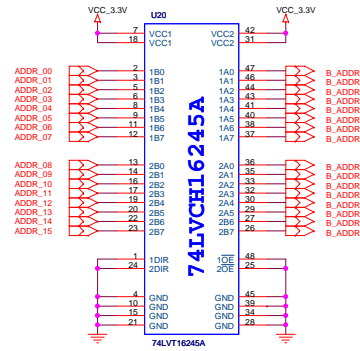 VCC_3.3V VCC_3.3V
U20
7 VCC1 VCC2 42
18 VCC1 VCC2 31
ADDR_00 2 1B0 1A0 47 B_ADDR
ADDR_01 3 1B1 1A1 46 B_ADDR
ADDR_02 5 1B2 1A2 44 B_ADDR
ADDR_03 6 1B3 1A3 43 B_ADDR
ADDR_04 8 1B4 1A4 41 B_ADDR
ADDR_05 9 1B5 1A5 40 B_ADDR
ADDR_06 11 1B6 1A6 38 B_ADDR
ADDR_07 12 1B7 1A7 37 B_ADDR
ADDR_08 13 2B0 2A0 36 B_ADDR
ADDR_09 14 2B1 2A1 35 B_ADDR
ADDR_10 16 2B2 2A2 33 B_ADDR
ADDR_11 17 2B3 2A3 32 B_ADDR
ADDR_12 19 2B4 2A4 30 B_ADDR
ADDR_13 20 2B5 2A5 29 B_ADDR
ADDR_14 22 2B6 2A6 27 B_ADDR
ADDR_15 23 2B7 2A7 26 B_ADDR
74LVCH16245A
1 1DIR 1OE 48
24 2DIR 2OE 25
4 GND GND 45
10 GND GND 39
15 GND GND 34
21 GND GND 28
74LVT16245A